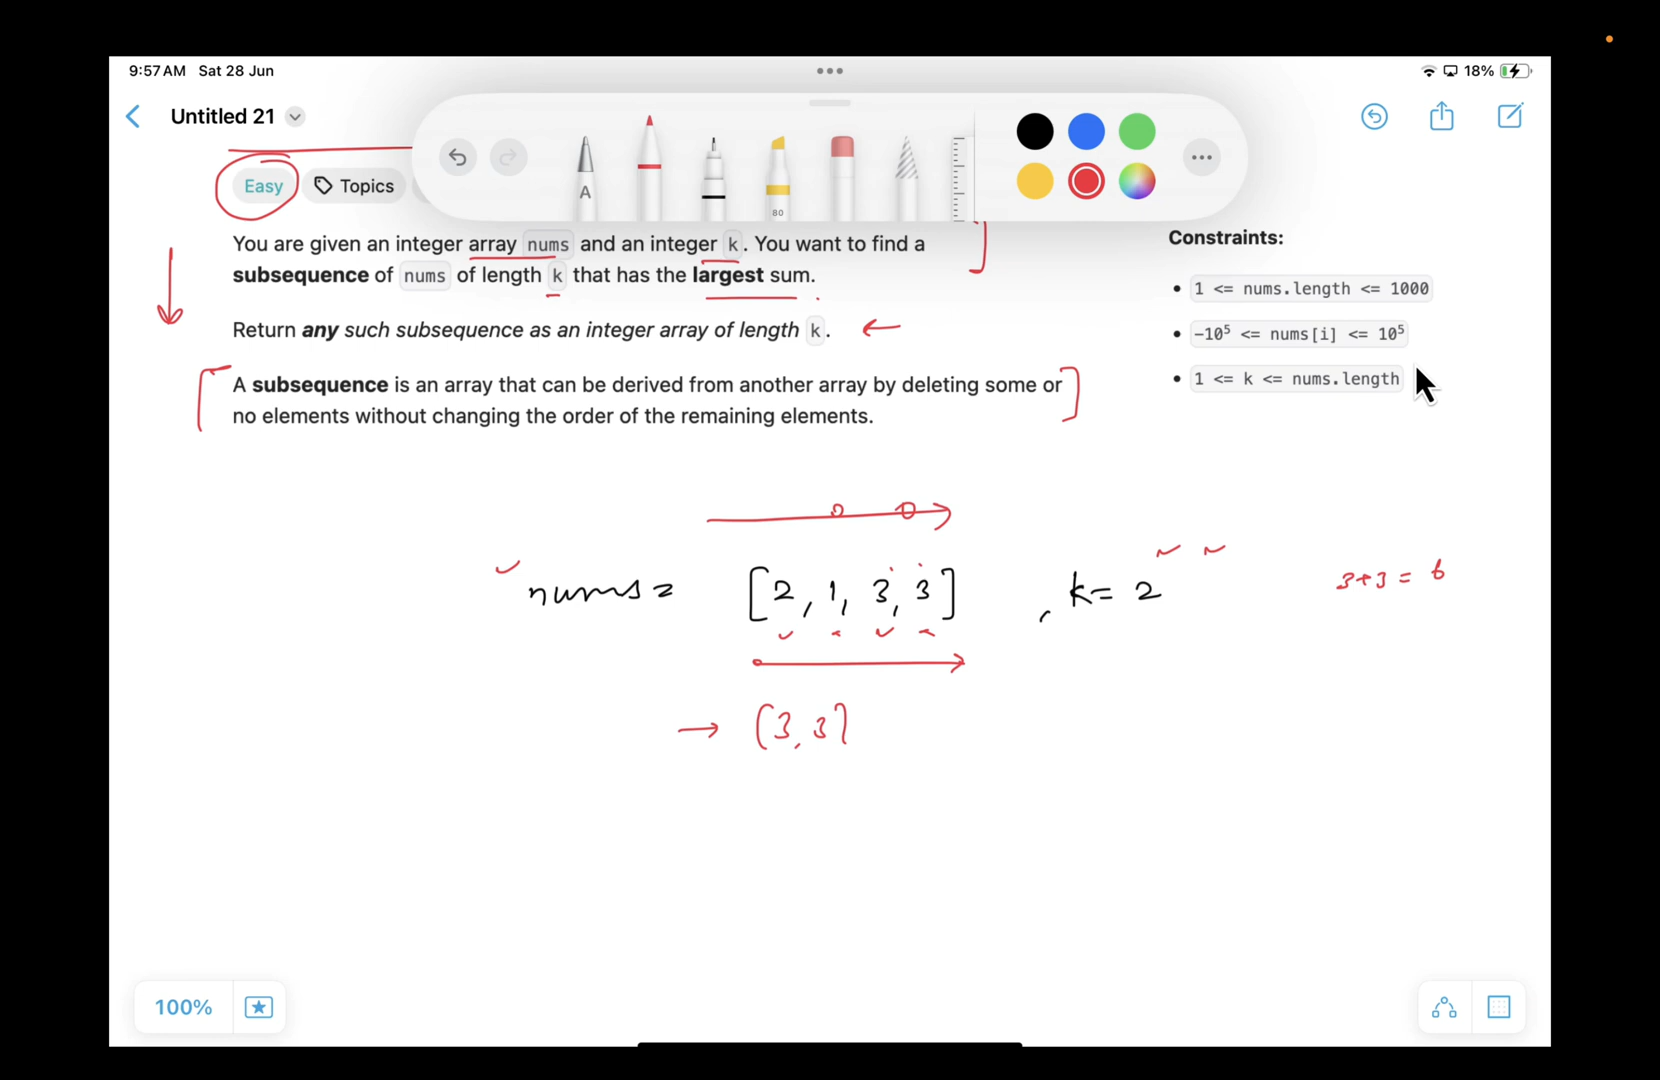 9:57 AM Sat 28 Jun
18%
Untitled 21
A
80
Easy
Topics
You are given an integer array nums and an integer k. You want to find a
subsequence of nums of length k that has the largest sum.
Return any such subsequence as an integer array of length k.
A subsequence is an array that can be derived from another array by deleting some or
no elements without changing the order of the remaining elements.
Constraints:
• 1 <= nums.length <= 1000
• -10⁵ <= nums[i] <= 10⁵
• 1 <= k <= nums.length
nums = [2, 1, 3, 3] , k = 2
3+3 = 6
→ [3, 3]
100%